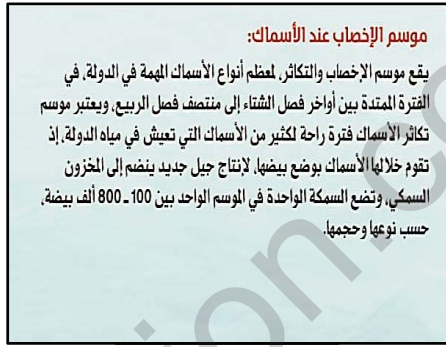 موسم الإخصاب عند الأسماك:
يقع موسم الإخصاب والتكاثر، لمعظم أنواع الأسماك المهمة في الدولة، في
الفترة الممتدة بين أواخر فصل الشتاء إلى منتصف فصل الربيع، ويعتبر موسم
تكاثر الأسماك فترة راحة لكثير من الأسماك التي تعيش في مياه الدولة، إذ
تقوم خلالها الأسماك بوضع بيضها، لإنتاج جيل جديد ينضم إلى المخزون
السمكي، وتضع السمكة الواحدة في الموسم الواحد بين 100 ـ 800 ألف بيضة،
حسب نوعها وحجمها.